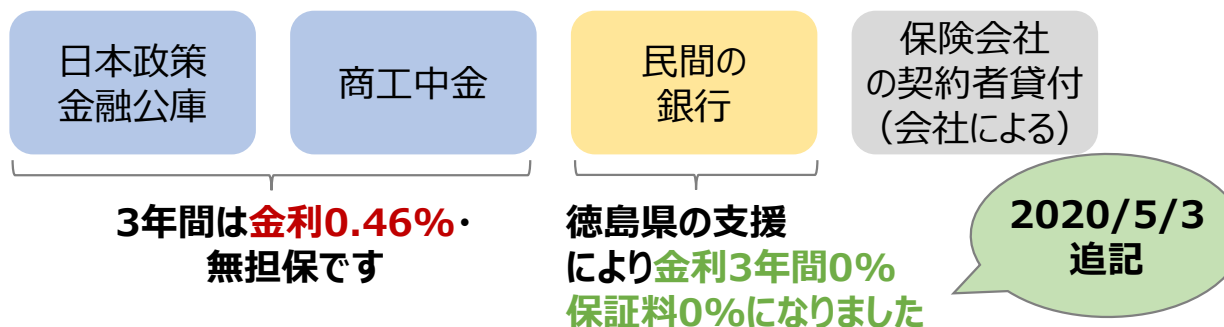 日本政策
金融公庫
商工中金
民間の
銀行
保険会社
の契約者貸付
（会社による）
3年間は金利0.46%・
無担保です
徳島県の支援
により金利3年間0%
保証料0%になりました
2020/5/3
追記